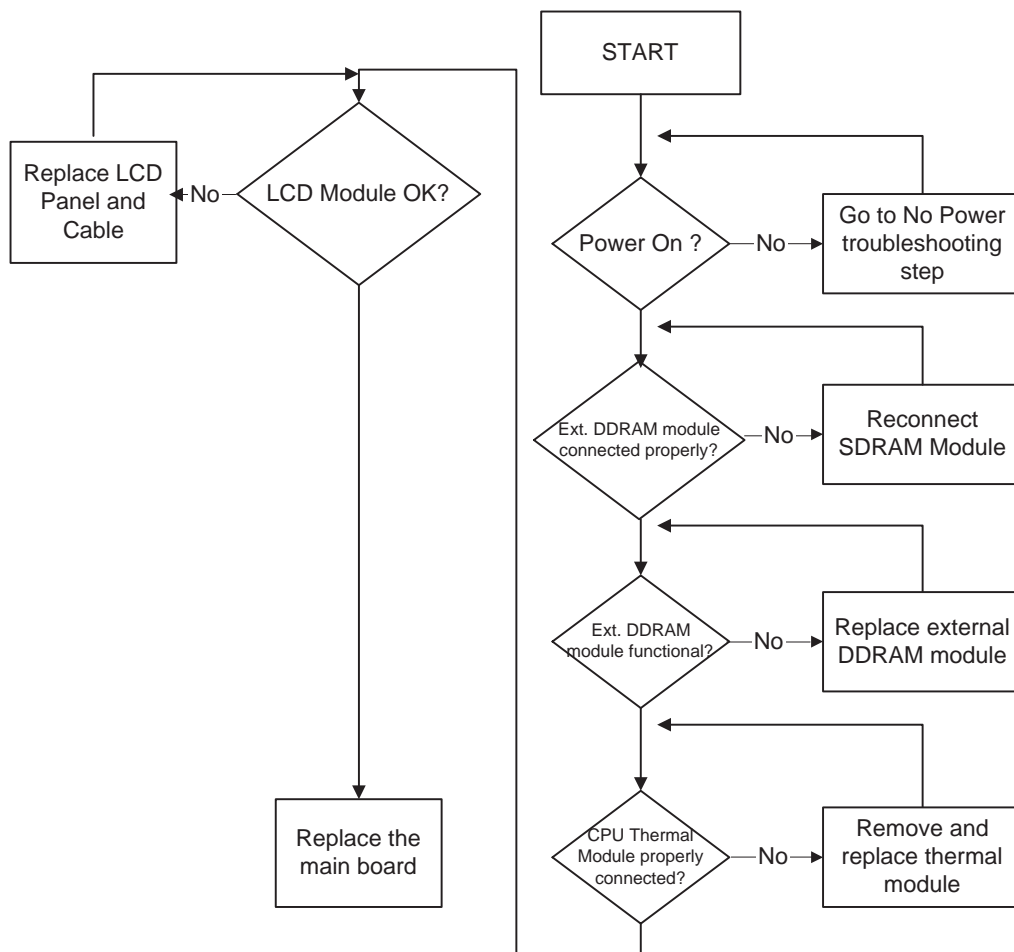 START
Power On ?
No
Go to No Power
troubleshooting
step
Ext. DDRAM module
connected properly?
No
Reconnect
SDRAM Module
Ext. DDRAM
module functional?
No
Replace external
DDRAM module
CPU Thermal
Module properly
connected?
No
Remove and
replace thermal
module
LCD Module OK?
No
Replace LCD
Panel and
Cable
Replace the
main board